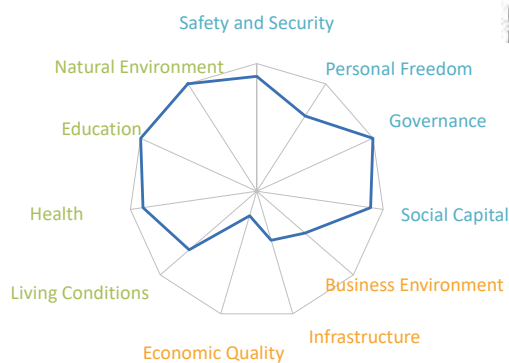 Safety and Security
Natural Environment
Personal Freedom
Education
Governance
Health
Social Capital
Living Conditions
Business Environment
Infrastructure
Economic Quality